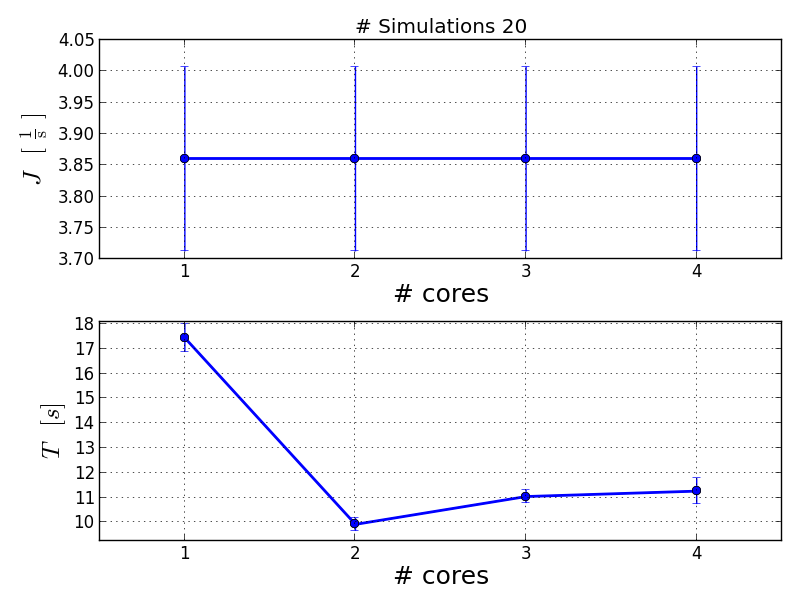 # Simulations 20
4.05
4.00
3.95
3.90
3.85
3.80
3.75
3.70
J [ 1/s ]
1 2 3 4
# cores
18
17
16
15
14
13
12
11
10
T [s]
1 2 3 4
# cores